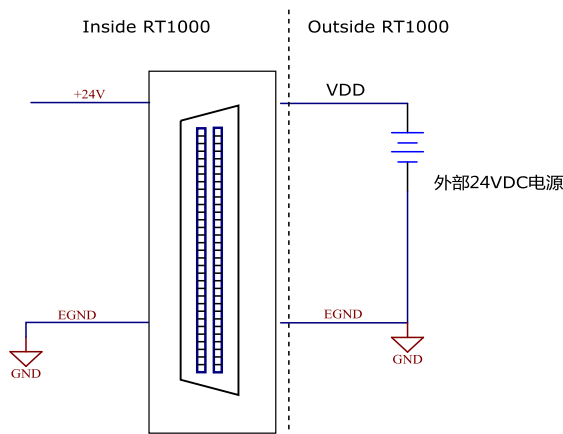 Inside RT1000
Outside RT1000
+24V
VDD
外部24VDC电源
EGND
EGND
GND
GND